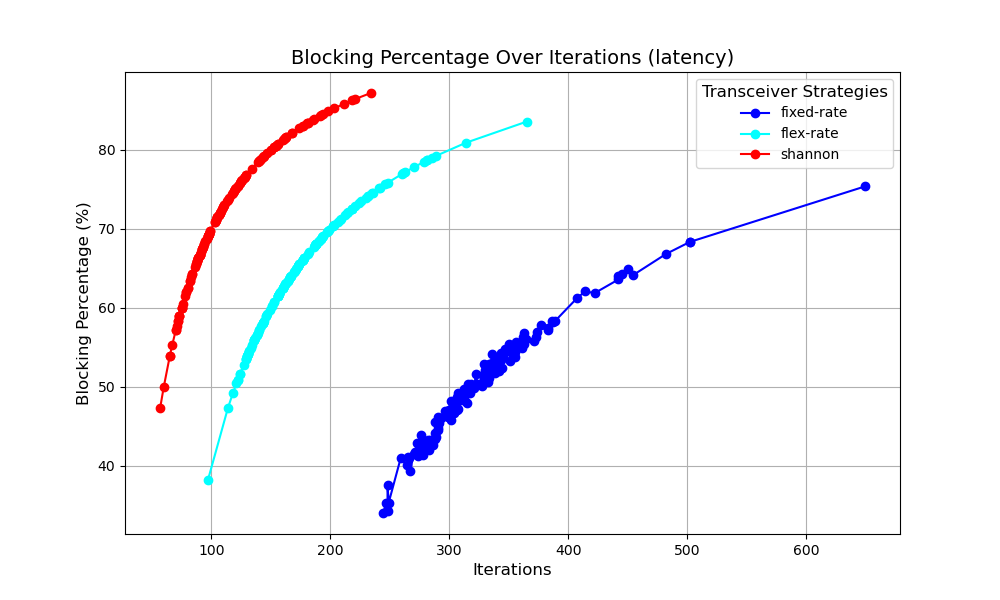 Blocking Percentage Over Iterations (latency)
Transceiver Strategies
fixed-rate
flex-rate
shannon
Blocking Percentage (%)
80
70
60
50
40
100 200 300 400 500 600
Iterations